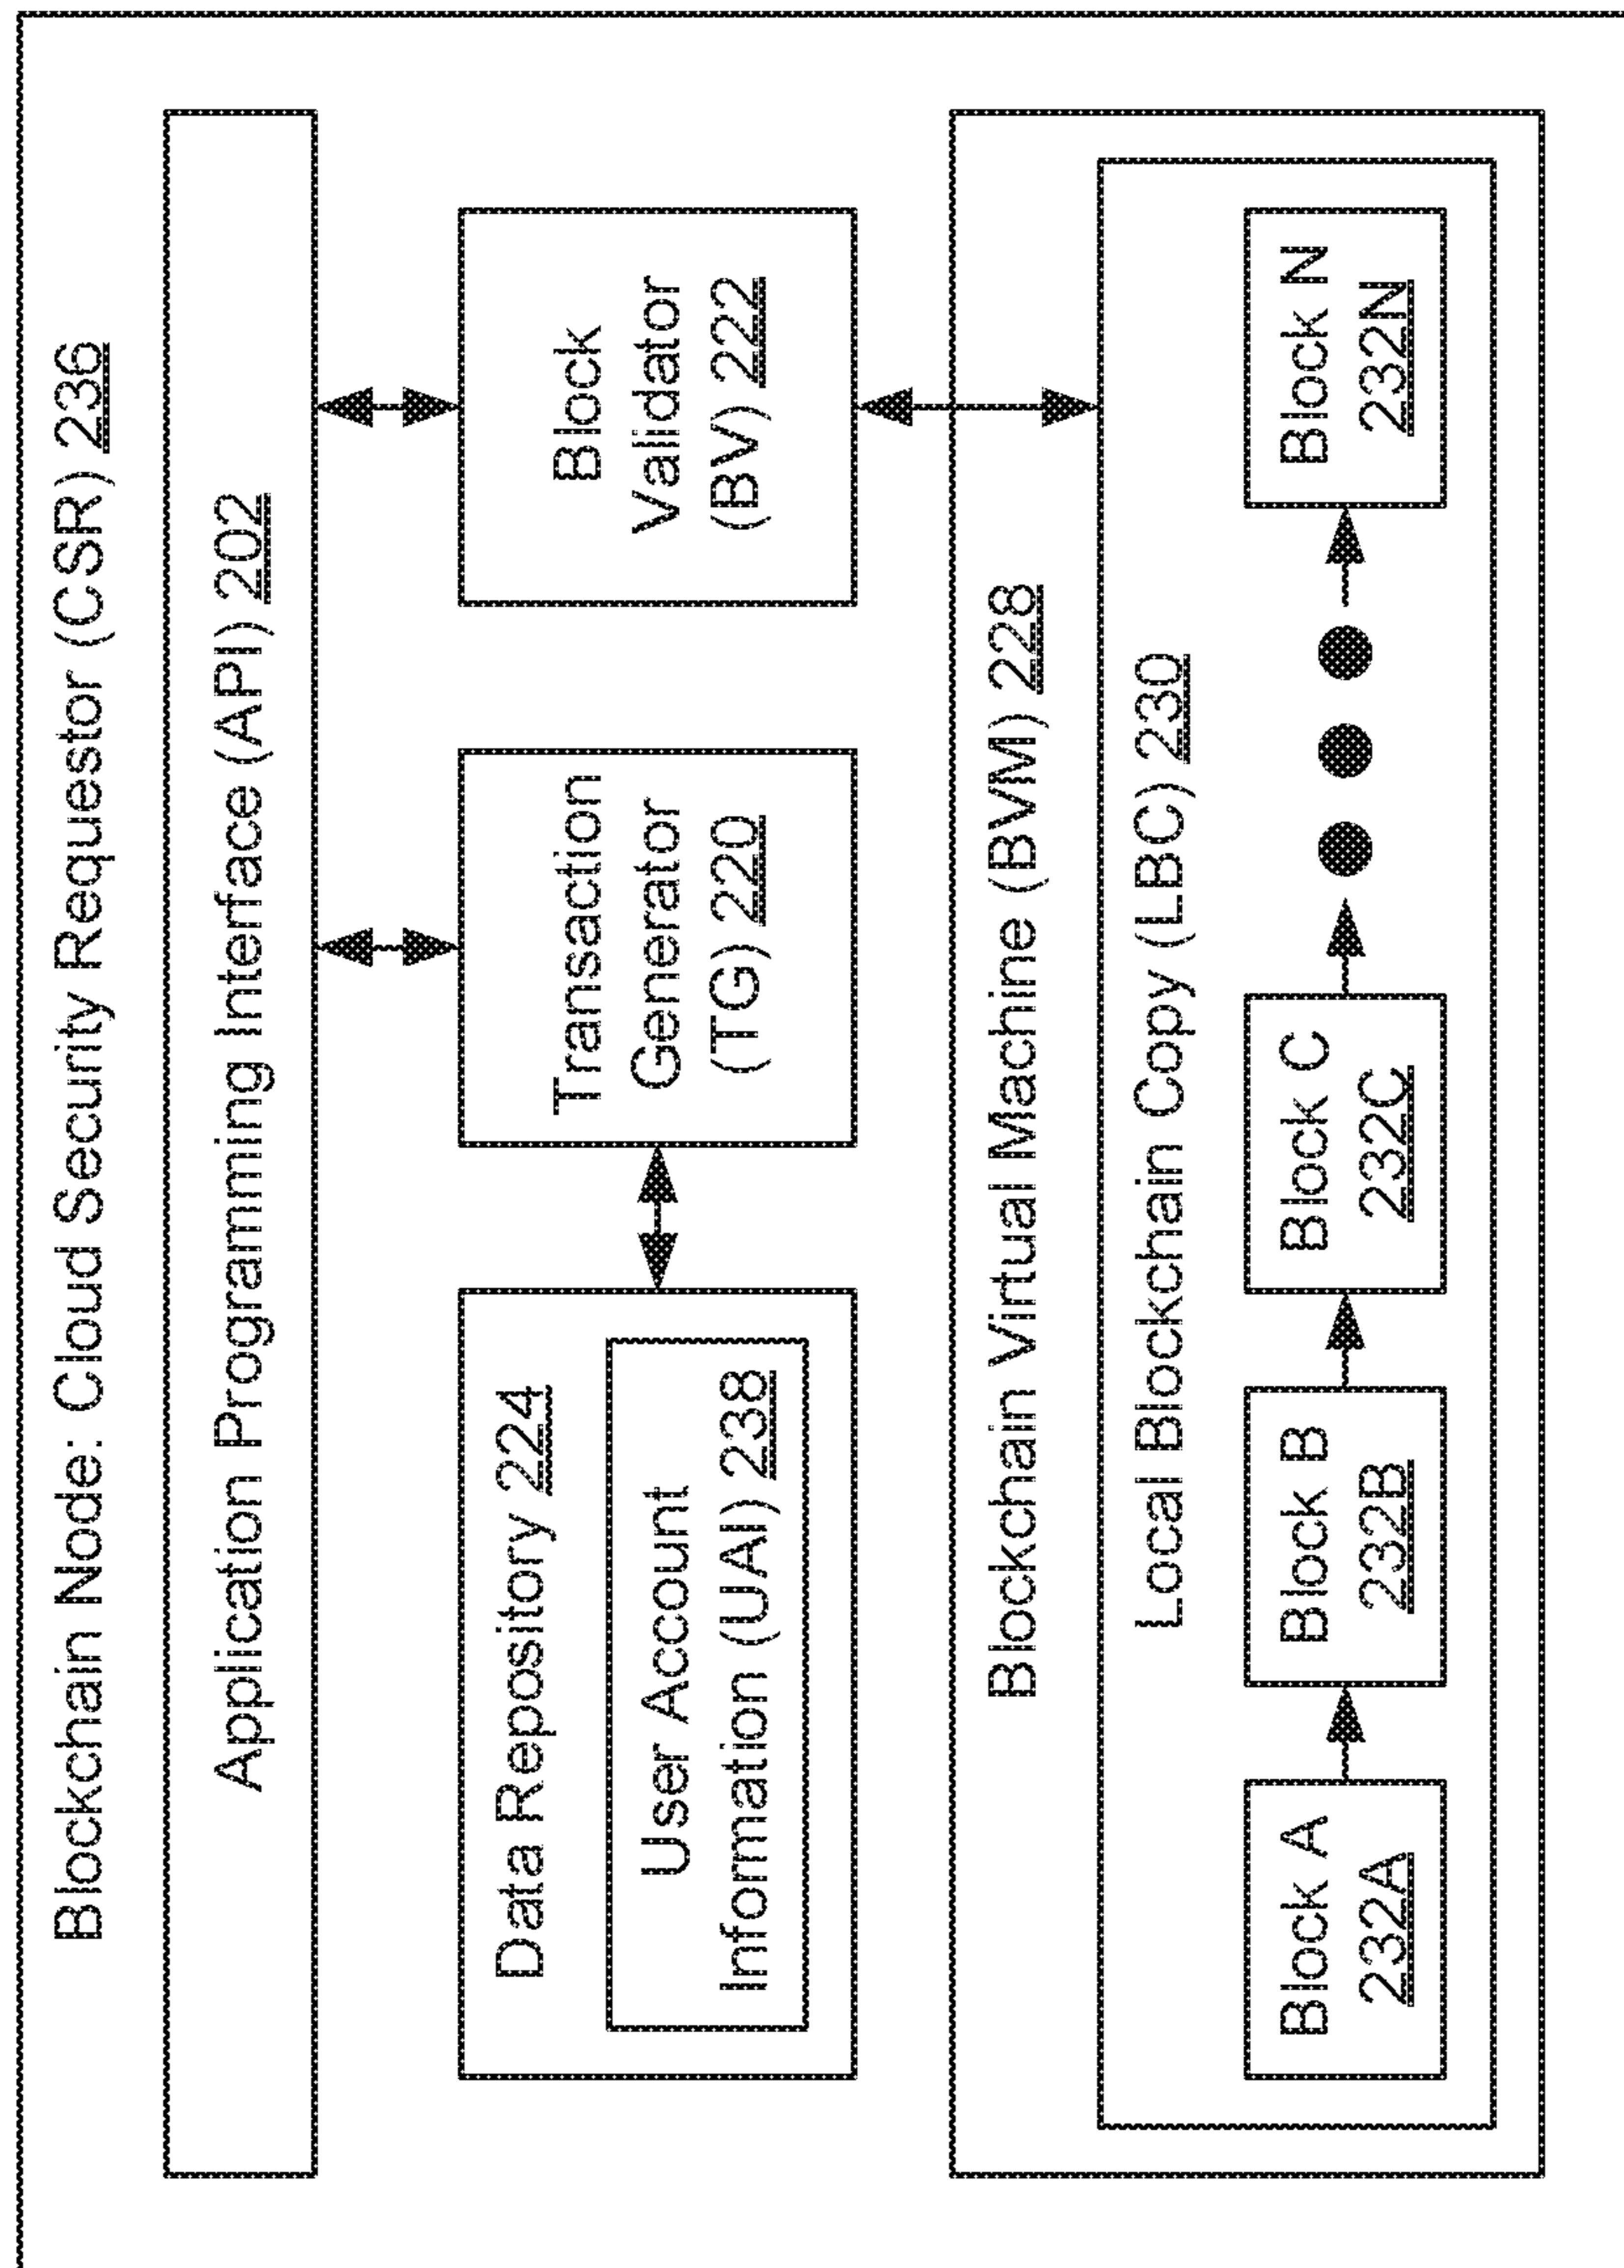 Blockchain Node: Cloud Security Requestor (CSR) 236
Application Programming Interface (API) 202
Data Repository 224
User Account
Information (UAI) 238
Transaction
Generator
(TG) 220
Block
Validator
(BV) 222
Blockchain Virtual Machine (BVM) 228
Local Blockchain Copy (LBC) 230
Block A
232A
Block B
232B
Block C
232C
Block N
232N